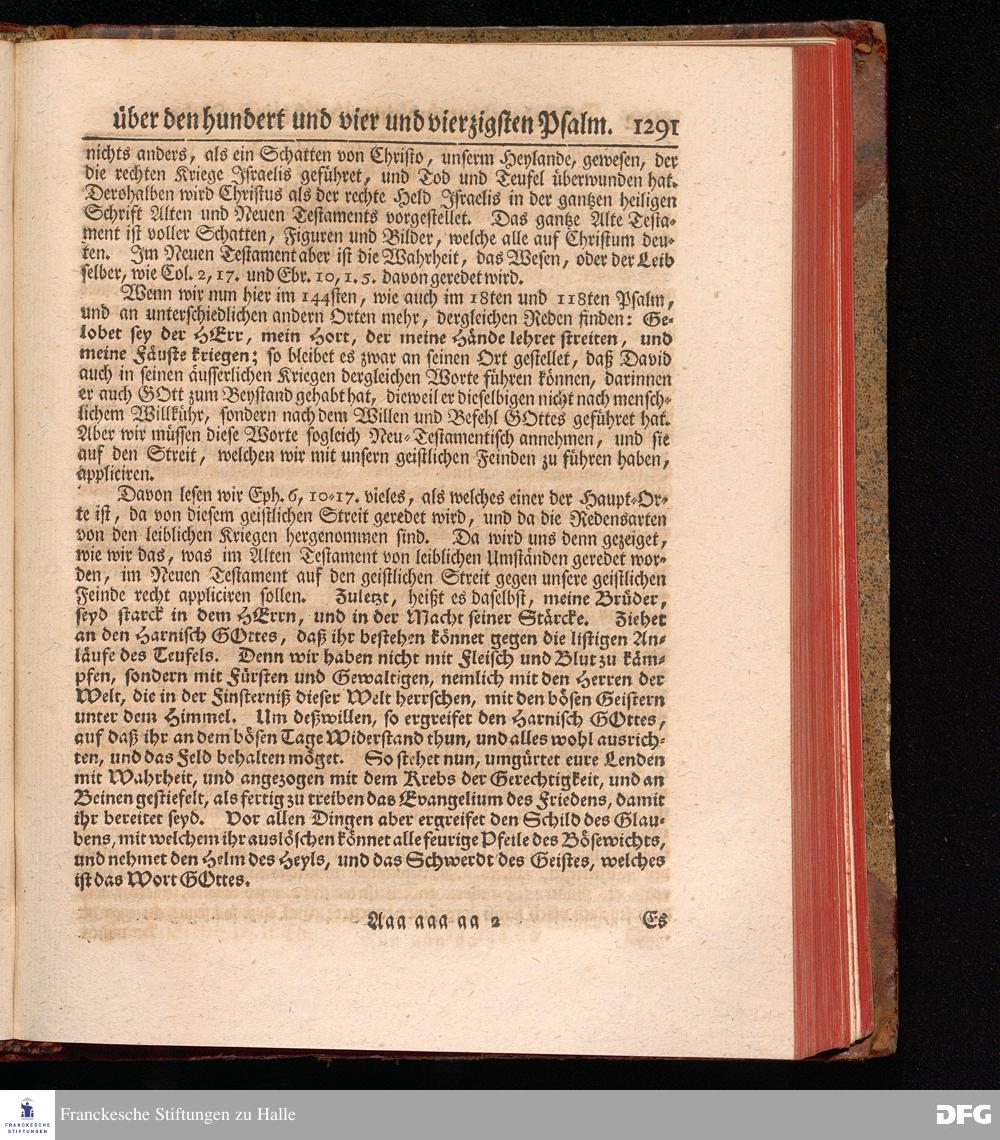 über den hundert und vier und vierzigsten Psalm. 1291
nichts anders, als ein Schatten von Christo, unserm Heylande, gewesen, der
die rechten Kriege Israelis geführet, und Tod und Teufel überwunden hat.
Derohalben wird Christus als der rechte Held Israelis in der gantzen heiligen
Schrift Alten und Neuen Testaments vorgestellet. Das gantze Alte Testa-
ment ist voller Schatten, Figuren und Bilder, welche alle auf Christum deu-
ten. Im Neuen Testament aber ist die Wahrheit, das Wesen, oder der Leib
selber, wie Col. 2, 17. und Ebr. 10, 1. 5. davon geredet wird.
Wenn wir nun hier im 144sten, wie auch im 18ten und 118ten Psalm,
und an unterschiedlichen andern Orten mehr, dergleichen Reden finden: Ge-
lobet sey der HErr, mein Hort, der meine Hände lehret streiten, und
meine Fäuste kriegen; so bleibet es zwar an seinen Ort gestellet, daß David
auch in seinen äusserlichen Kriegen dergleichen Worte führen können, darinnen
er auch GOtt zum Beystand gehabt hat, dieweil er dieselbigen nicht nach mensch-
lichem Willkühr, sondern nach dem Willen und Befehl GOttes geführet hat.
Aber wir müssen diese Worte sogleich Neu-Testamentisch annehmen, und sie
auf den Streit, welchen wir mit unsern geistlichen Feinden zu führen haben,
appliciren.
Davon lesen wir Eph. 6, 10-17. vieles, als welches einer der Haupt-Or-
te ist, da von diesem geistlichen Streit geredet wird, und da die Redensarten
von den leiblichen Kriegen hergenommen sind. Da wird uns denn gezeiget,
wie wir das, was im Alten Testament von leiblichen Umständen geredet wor-
den, im Neuen Testament auf den geistlichen Streit gegen unsere geistlichen
Feinde recht appliciren sollen. Zuletzt, heißt es daselbst, meine Brüder,
seyd starck in dem HErrn, und in der Macht seiner Stärcke. Ziehet
an den Harnisch GOttes, daß ihr bestehen könnet gegen die listigen An-
läufe des Teufels. Denn wir haben nicht mit Fleisch und Blut zu käm-
pfen, sondern mit Fürsten und Gewaltigen, nemlich mit den Herren der
Welt, die in der Finsterniß dieser Welt herrschen, mit den bösen Geistern
unter dem Himmel. Um deßwillen, so ergreifet den Harnisch GOttes,
auf daß ihr an dem bösen Tage Widerstand thun, und alles wohl ausrich-
ten, und das Feld behalten möget. So stehet nun, umgürtet eure Lenden
mit Wahrheit, und angezogen mit dem Krebs der Gerechtigkeit, und an
Beinen gestiefelt, als fertig zu treiben das Evangelium des Friedens, damit
ihr bereitet seyd. Vor allen Dingen aber ergreifet den Schild des Glau-
bens, mit welchem ihr auslöschen könnet alle feurige Pfeile des Bösewichts,
und nehmet den Helm des Heyls, und das Schwerdt des Geistes, welches
ist das Wort GOttes.
Aaa aaa aa 2 Es
FRANCKESCHE STIFTUNGEN
Franckesche Stiftungen zu Halle
DFG